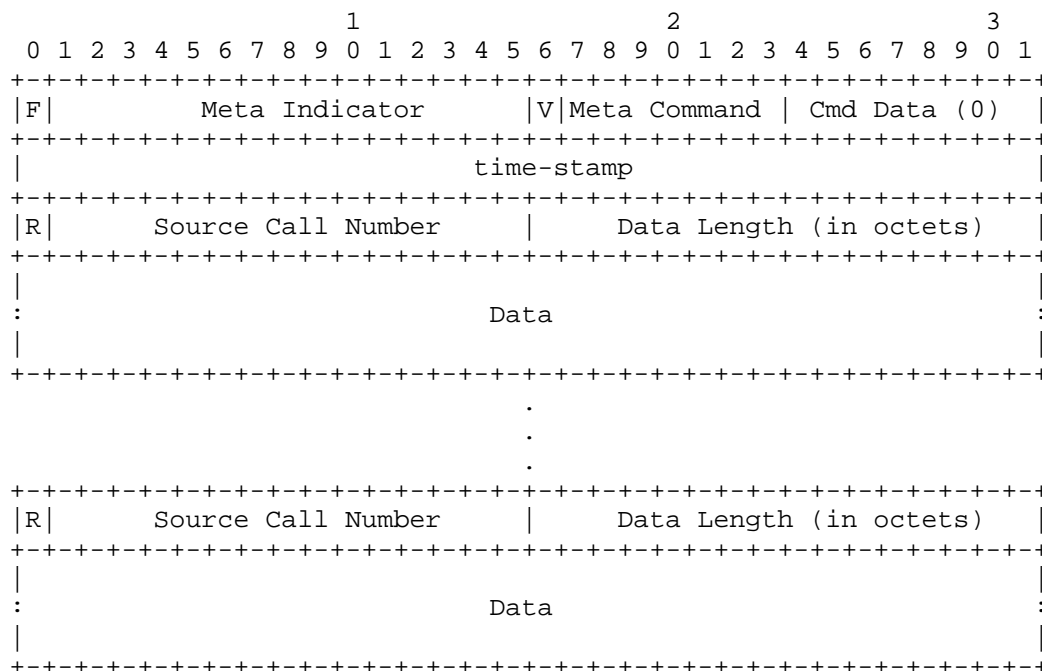 1                   2                   3
 0 1 2 3 4 5 6 7 8 9 0 1 2 3 4 5 6 7 8 9 0 1 2 3 4 5 6 7 8 9 0 1
+-+-+-+-+-+-+-+-+-+-+-+-+-+-+-+-+-+-+-+-+-+-+-+-+-+-+-+-+-+-+-+-+
|F|         Meta Indicator      |V|Meta Command | Cmd Data (0)  |
+-+-+-+-+-+-+-+-+-+-+-+-+-+-+-+-+-+-+-+-+-+-+-+-+-+-+-+-+-+-+-+-+
|                            time-stamp                         |
+-+-+-+-+-+-+-+-+-+-+-+-+-+-+-+-+-+-+-+-+-+-+-+-+-+-+-+-+-+-+-+-+
|R|      Source Call Number     |     Data Length (in octets)   |
+-+-+-+-+-+-+-+-+-+-+-+-+-+-+-+-+-+-+-+-+-+-+-+-+-+-+-+-+-+-+-+-+
|                                                               |
:                             Data                              :
|                                                               |
+-+-+-+-+-+-+-+-+-+-+-+-+-+-+-+-+-+-+-+-+-+-+-+-+-+-+-+-+-+-+-+-+
                                .
                                .
                                .
+-+-+-+-+-+-+-+-+-+-+-+-+-+-+-+-+-+-+-+-+-+-+-+-+-+-+-+-+-+-+-+-+
|R|      Source Call Number     |     Data Length (in octets)   |
+-+-+-+-+-+-+-+-+-+-+-+-+-+-+-+-+-+-+-+-+-+-+-+-+-+-+-+-+-+-+-+-+
|                                                               |
:                             Data                              :
|                                                               |
+-+-+-+-+-+-+-+-+-+-+-+-+-+-+-+-+-+-+-+-+-+-+-+-+-+-+-+-+-+-+-+-+